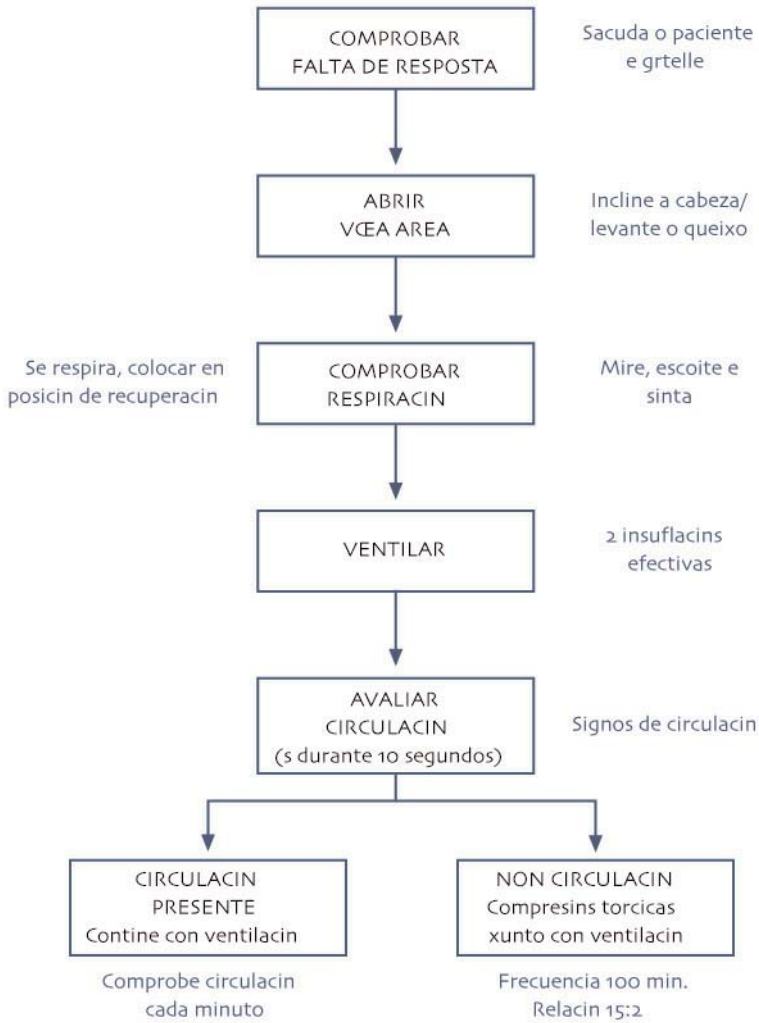 COMPROBAR
FALTA DE RESPOSTA
Sacuda o paciente
e grtelle
ABRIR
VŒA AREA
Incline a cabeza/
levante o queixo
Se respira, colocar en
posicin de recuperacin
COMPROBAR
RESPIRACIN
Mire, escoite e
sinta
VENTILAR
2 insuflacins
efectivas
AVALIAR
CIRCULACIN
(s durante 10 segundos)
Signos de circulacin
CIRCULACIN
PRESENTE
Contine con ventilacin
Comprobe circulacin
cada minuto
NON CIRCULACIN
Compresins torcicas
xunto con ventilacin
Frecuencia 100 min.
Relacin 15:2